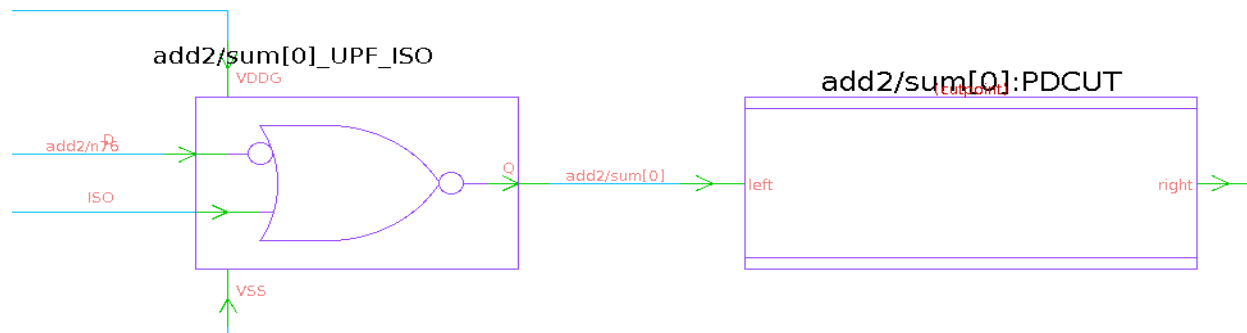 add2/sum[0]_UPF_ISO
VDDG
add2/sum[0]:PDCUT
(cutpoint)
D
add2/n76
Q
add2/sum[0]
left
right
ISO
VSS